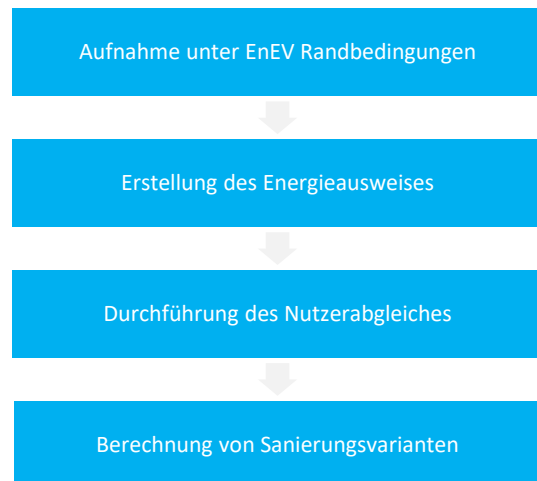 Aufnahme unter EnEV Randbedingungen
Erstellung des Energieausweises
Durchführung des Nutzerabgleiches
Berechnung von Sanierungsvarianten